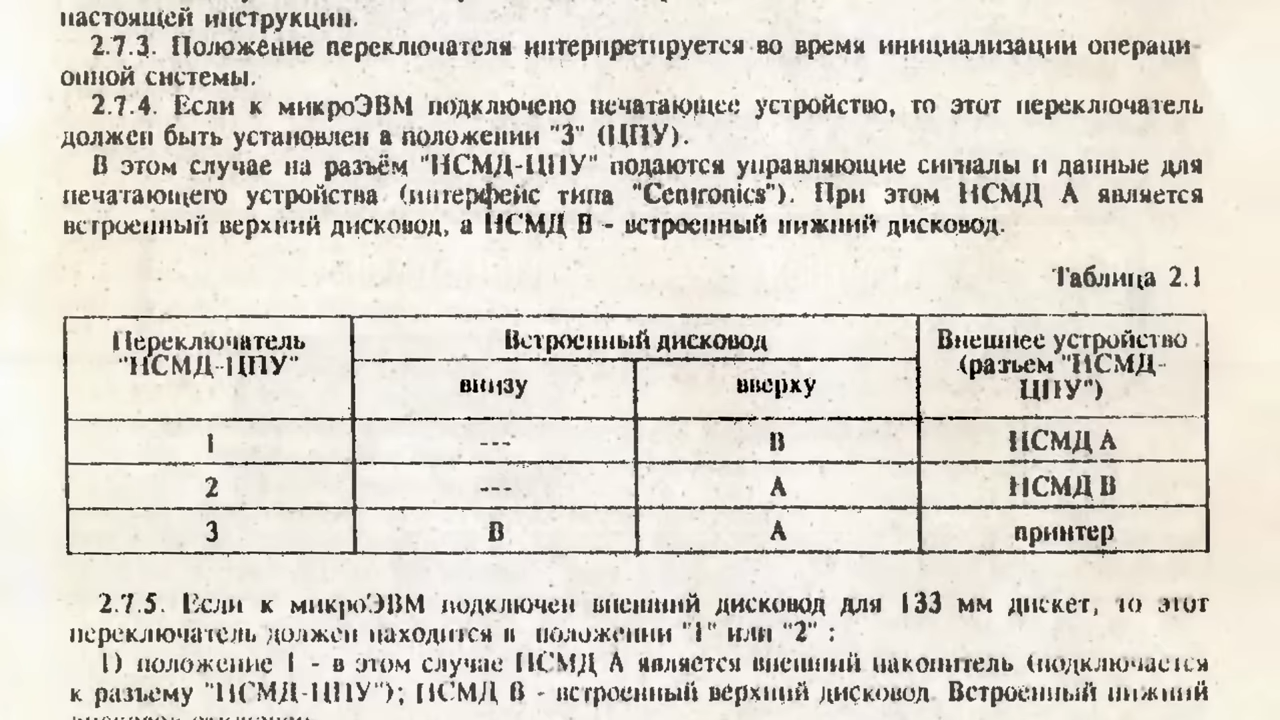 настоящей инструкции.
2.7.3. Положение переключателя интерпретируется во время инициализации операци-
онной системы.
2.7.4. Если к микроЭВМ подключено печатающее устройство, то этот переключатель
должен быть установлен а положении "3" (ЦПУ).
В этом случае на разъём "НСМД-ЦПУ" подаются управляющие сигналы и данные для
печатающего устройства (интерфейс типа "Centronics"). При этом НСМД А является
встроенный верхний дисковод, а НСМД В - встроенный нижний дисковод.
Таблица 2.1
Переключатель Встроенный дисковод Внешнее устройство
"НСМД-ЦПУ" (разъем "НСМД-
внизу вверху ЦПУ")
1 --- В НСМД А
2 --- А НСМД В
3 В А принтер
2.7.5. Если к микроЭВМ подключен внешний дисковод для 133 мм дискет, то этот
переключатель должен находится в положении "1" или "2" :
1) положение 1 - в этом случае НСМД А является внешний накопитель (подключается
к разъему "НСМД-ЦПУ"); НСМД В - встроенный верхний дисковод. Встроенный нижний